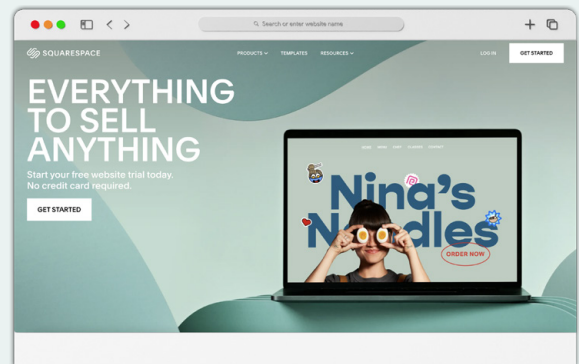 Search or enter website name
SQUARESPACE
PRODUCTS
TEMPLATES
RESOURCES
LOG IN
GET STARTED
EVERYTHING
TO SELL
ANYTHING
Start your free website trial today.
No credit card required.
GET STARTED
Nina's
Noodles
ORDER NOW